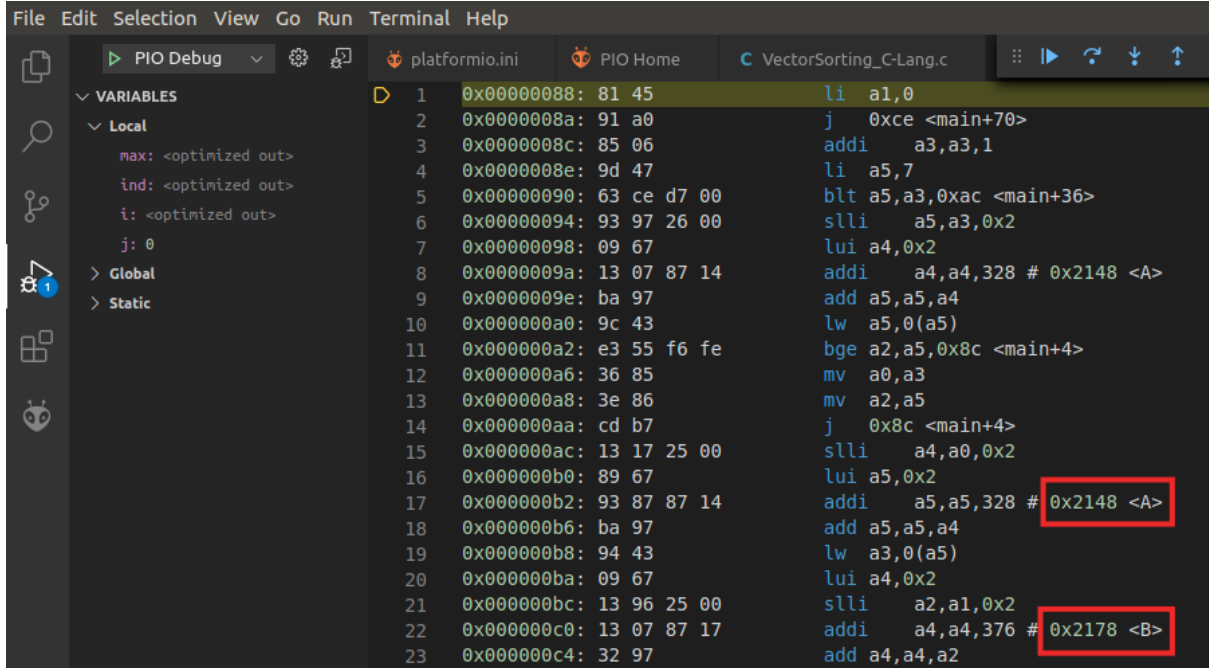 File Edit Selection View Go Run Terminal Help
PIO Debug platformio.ini PIO Home C VectorSorting_C-Lang.c
VARIABLES
Local
max: <optimized out>
ind: <optimized out>
i: <optimized out>
j: 0
Global
Static
1
1 0x00000088: 81 45 li a1,0
2 0x0000008a: 91 a0 j 0xce <main+70>
3 0x0000008c: 85 06 addi a3,a3,1
4 0x0000008e: 9d 47 li a5,7
5 0x00000090: 63 ce d7 00 blt a5,a3,0xac <main+36>
6 0x00000094: 93 97 26 00 slli a5,a3,0x2
7 0x00000098: 09 67 lui a4,0x2
8 0x0000009a: 13 07 87 14 addi a4,a4,328 # 0x2148 <A>
9 0x0000009e: ba 97 add a5,a5,a4
10 0x000000a0: 9c 43 lw a5,0(a5)
11 0x000000a2: e3 55 f6 fe bge a2,a5,0x8c <main+4>
12 0x000000a6: 36 85 mv a0,a3
13 0x000000a8: 3e 86 mv a2,a5
14 0x000000aa: cd b7 j 0x8c <main+4>
15 0x000000ac: 13 17 25 00 slli a4,a0,0x2
16 0x000000b0: 89 67 lui a5,0x2
17 0x000000b2: 93 87 87 14 addi a5,a5,328 # 0x2148 <A>
18 0x000000b6: ba 97 add a5,a5,a4
19 0x000000b8: 94 43 lw a3,0(a5)
20 0x000000ba: 09 67 lui a4,0x2
21 0x000000bc: 13 96 25 00 slli a2,a1,0x2
22 0x000000c0: 13 07 87 17 addi a4,a4,376 # 0x2178 <B>
23 0x000000c4: 32 97 add a4,a4,a2